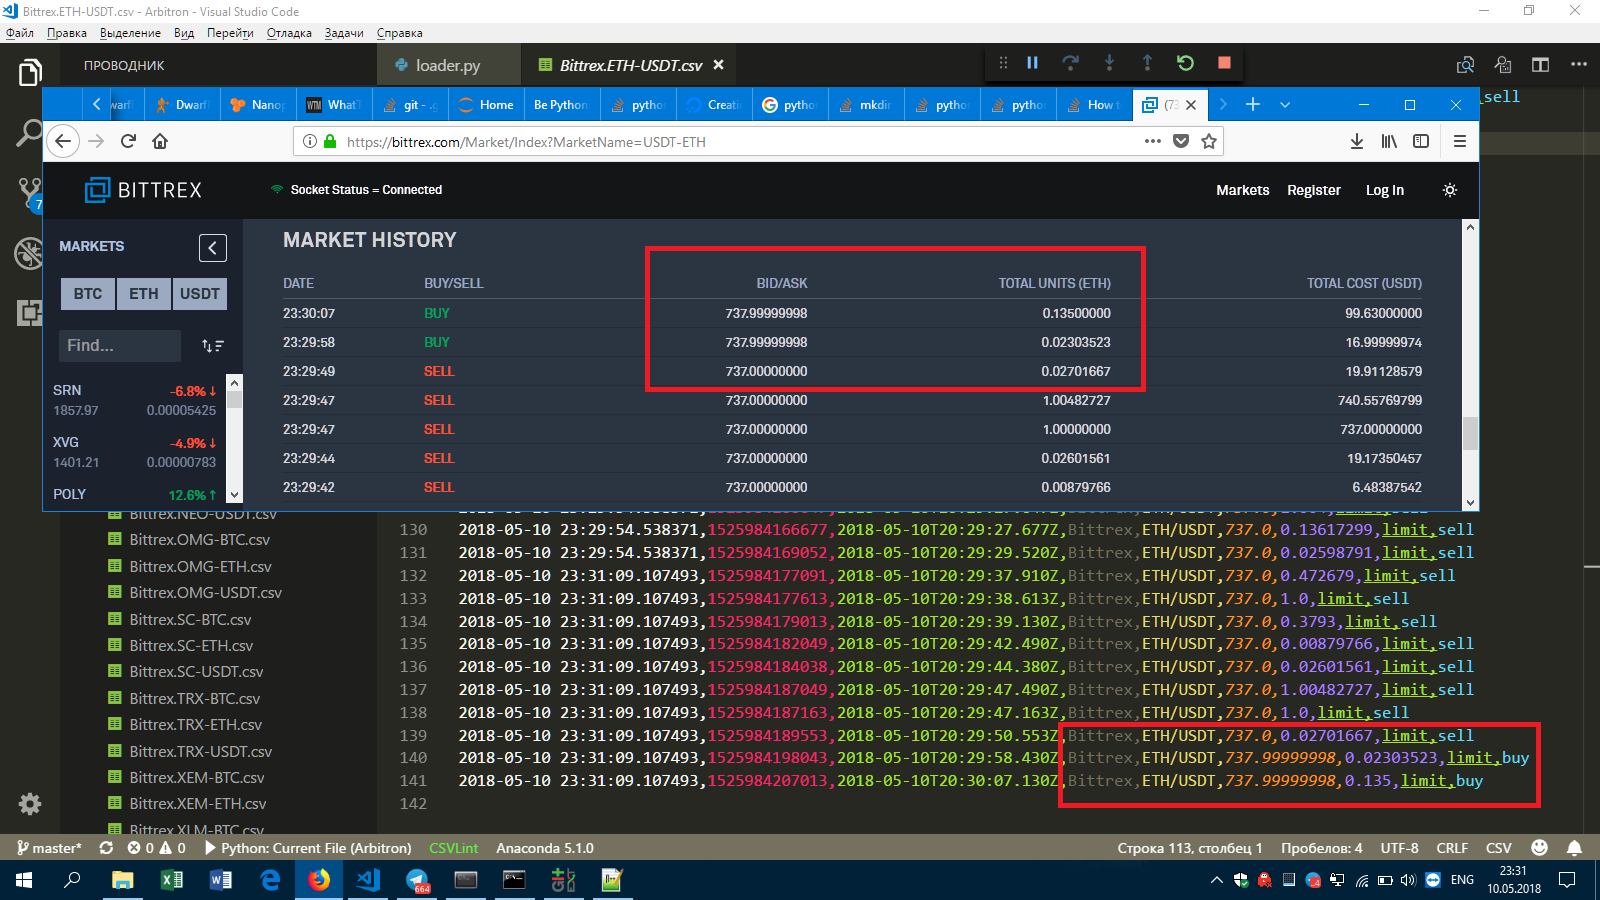 Bittrex.ETH-USDT.csv - Arbitron - Visual Studio Code
Файл Правка Выделение Вид Перейти Отладка Задачи Справка
ПРОВОДНИК
loader.py
Bittrex.ETH-USDT.csv
sell
Dwarf
Nanop
WhatT
git - .g
Home
Be Python
python
Creatin
python
mkdir
python
python
How t
(73
https://bittrex.com/Market/Index?MarketName=USDT-ETH
BITTREX
Socket Status = Connected
Markets Register Log In
MARKETS
BTC ETH USDT
Find...
SRN -6.8% ↓
1857.97 0.00005425
XVG -4.9% ↓
1401.21 0.00000783
POLY 12.6% ↑
MARKET HISTORY
DATE BUY/SELL BID/ASK TOTAL UNITS (ETH) TOTAL COST (USDT)
23:30:07 BUY 737.99999998 0.13500000 99.63000000
23:29:58 BUY 737.99999998 0.02303523 16.99999974
23:29:49 SELL 737.00000000 0.02701667 19.91128579
23:29:47 SELL 737.00000000 1.00482727 740.55769799
23:29:47 SELL 737.00000000 1.00000000 737.00000000
23:29:44 SELL 737.00000000 0.02601561 19.17350457
23:29:42 SELL 737.00000000 0.00879766 6.48387542
7
Bittrex.NEO-USDT.csv
Bittrex.OMG-BTC.csv
Bittrex.OMG-ETH.csv
Bittrex.OMG-USDT.csv
Bittrex.SC-BTC.csv
Bittrex.SC-ETH.csv
Bittrex.SC-USDT.csv
Bittrex.TRX-BTC.csv
Bittrex.TRX-ETH.csv
Bittrex.TRX-USDT.csv
Bittrex.XEM-BTC.csv
Bittrex.XEM-ETH.csv
Bittrex.XLM-BTC.csv
130 2018-05-10 23:29:54.538371,1525984166677,2018-05-10T20:29:27.677Z,Bittrex,ETH/USDT,737.0,0.13617299,limit,sell
131 2018-05-10 23:29:54.538371,1525984169052,2018-05-10T20:29:29.520Z,Bittrex,ETH/USDT,737.0,0.02598791,limit,sell
132 2018-05-10 23:31:09.107493,1525984177091,2018-05-10T20:29:37.910Z,Bittrex,ETH/USDT,737.0,0.472679,limit,sell
133 2018-05-10 23:31:09.107493,1525984177613,2018-05-10T20:29:38.613Z,Bittrex,ETH/USDT,737.0,1.0,limit,sell
134 2018-05-10 23:31:09.107493,1525984179013,2018-05-10T20:29:39.130Z,Bittrex,ETH/USDT,737.0,0.3793,limit,sell
135 2018-05-10 23:31:09.107493,1525984182049,2018-05-10T20:29:42.490Z,Bittrex,ETH/USDT,737.0,0.00879766,limit,sell
136 2018-05-10 23:31:09.107493,1525984184038,2018-05-10T20:29:44.380Z,Bittrex,ETH/USDT,737.0,0.02601561,limit,sell
137 2018-05-10 23:31:09.107493,1525984187049,2018-05-10T20:29:47.490Z,Bittrex,ETH/USDT,737.0,1.00482727,limit,sell
138 2018-05-10 23:31:09.107493,1525984187163,2018-05-10T20:29:47.163Z,Bittrex,ETH/USDT,737.0,1.0,limit,sell
139 2018-05-10 23:31:09.107493,1525984189553,2018-05-10T20:29:50.553Z,Bittrex,ETH/USDT,737.0,0.02701667,limit,sell
140 2018-05-10 23:31:09.107493,1525984198043,2018-05-10T20:29:58.430Z,Bittrex,ETH/USDT,737.99999998,0.02303523,limit,buy
141 2018-05-10 23:31:09.107493,1525984207013,2018-05-10T20:30:07.130Z,Bittrex,ETH/USDT,737.99999998,0.135,limit,buy
142
master* 0 0 Python: Current File (Arbitron) CSVLint Anaconda 5.1.0 Строка 113, столбец 1 Пробелов: 4 UTF-8 CRLF CSV
664
ENG
23:31
10.05.2018